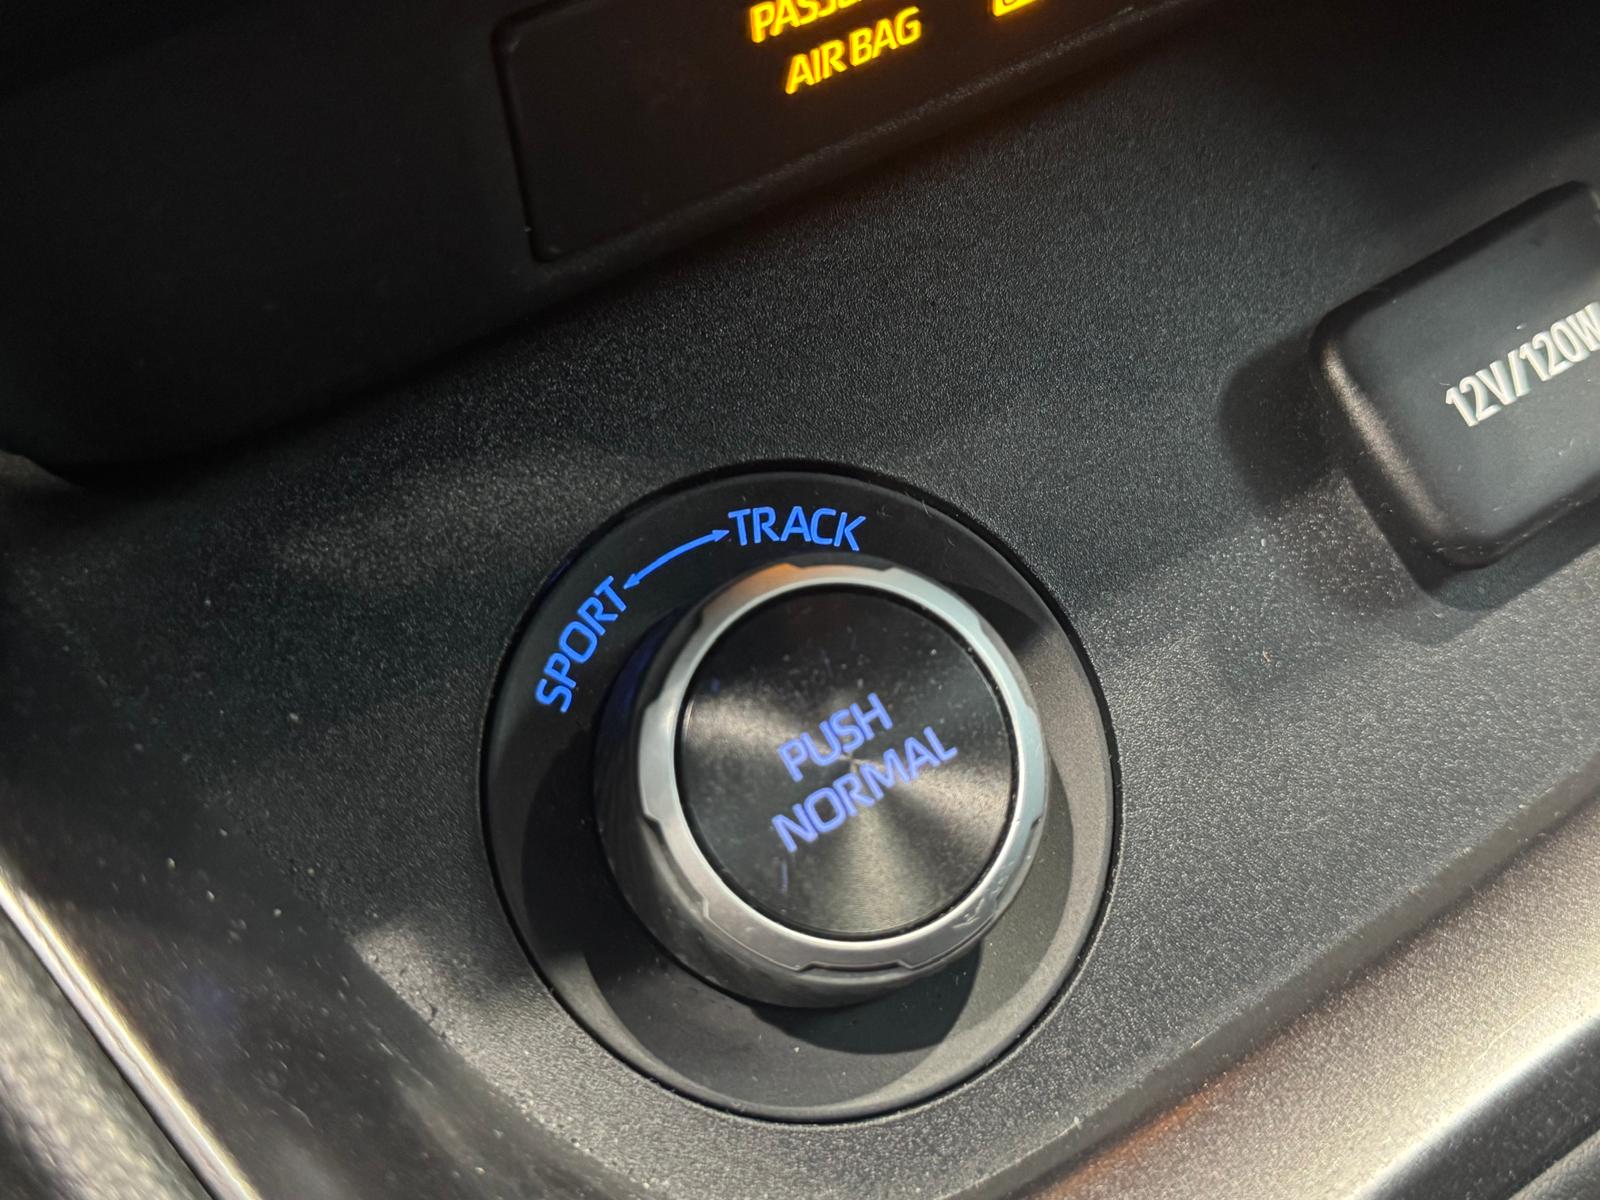 AIR BAG
12V/120W
TRACK
SPORT
PUSH
NORMAL